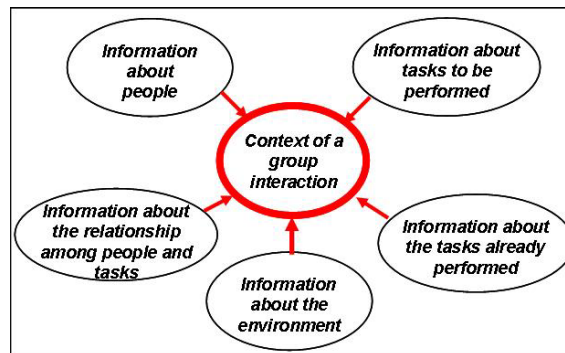 Information
about
people
Information about
tasks to be
performed
Context of a
group
interaction
Information about
the relationship
among people and
tasks
Information about
the tasks already
performed
Information
about the
environment